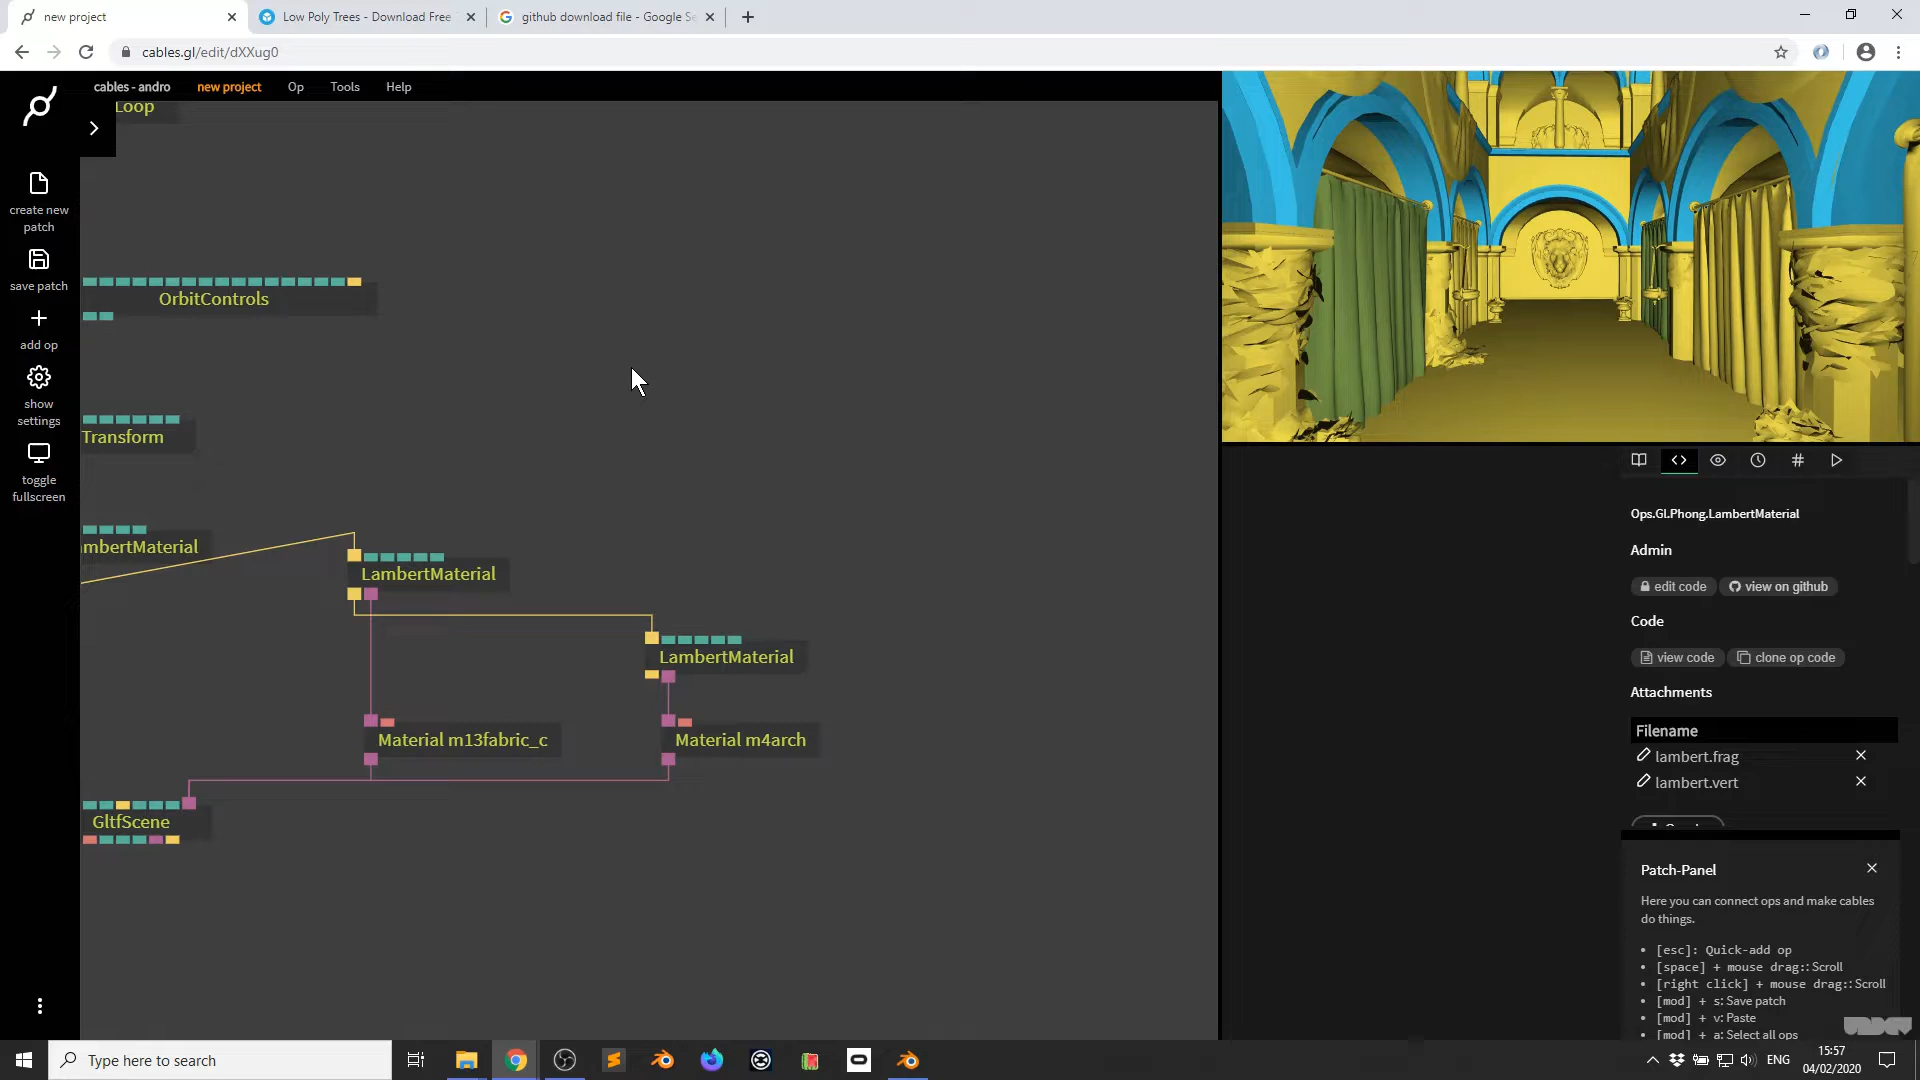 new project
Low Poly Trees - Download Free
github download file - Google Se
cables.gl/edit/dXXug0
cables - andro
new project
Op
Tools
Help
Loop
create new
patch
save patch
add op
show
settings
toggle
fullscreen
OrbitControls
Transform
mbertMaterial
LambertMaterial
LambertMaterial
Material m13fabric_c
Material m4arch
GltfScene
Ops.Gl.Phong.LambertMaterial
Admin
edit code
view on github
Code
view code
clone op code
Attachments
Filename
lambert.frag
lambert.vert
Patch-Panel
Here you can connect ops and make cables
do things.
[esc]: Quick-add op
[space] + mouse drag::Scroll
[right click] + mouse drag::Scroll
[mod] + s: Save patch
[mod] + v: Paste
[mod] + a: Select all ops
Type here to search
ENG
15:57
04/02/2020